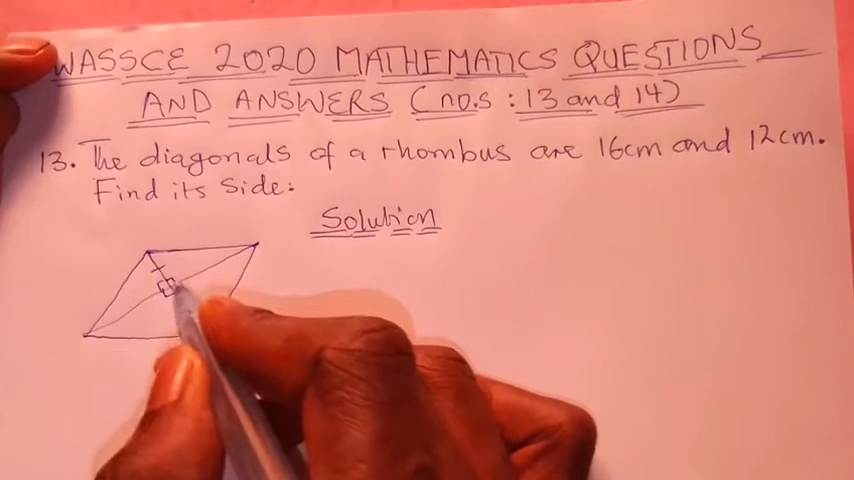 WASSCE 2020 MATHEMATICS QUESTIONS
AND ANSWERS (no.s : 13 and 14)
13. The diagonals of a rhombus are 16cm and 12cm.
Find its Side:
Solution